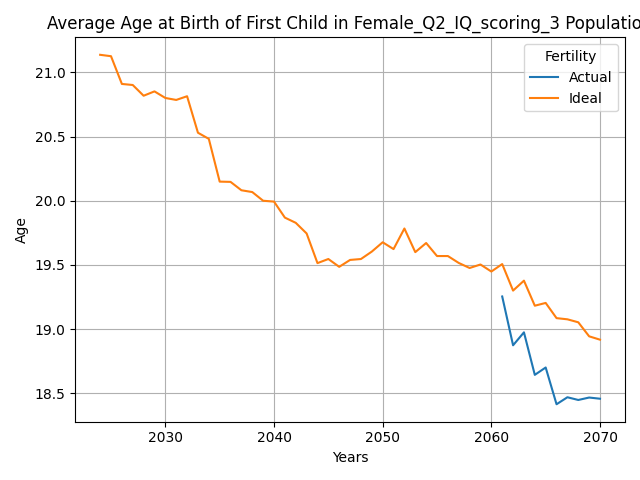 Average Age at Birth of First Child in Female_Q2_IQ_scoring_3 Populatio
Fertility
Actual
Ideal
21.0
20.5
20.0
19.5
19.0
18.5
Age
2030 2040 2050 2060 2070
Years